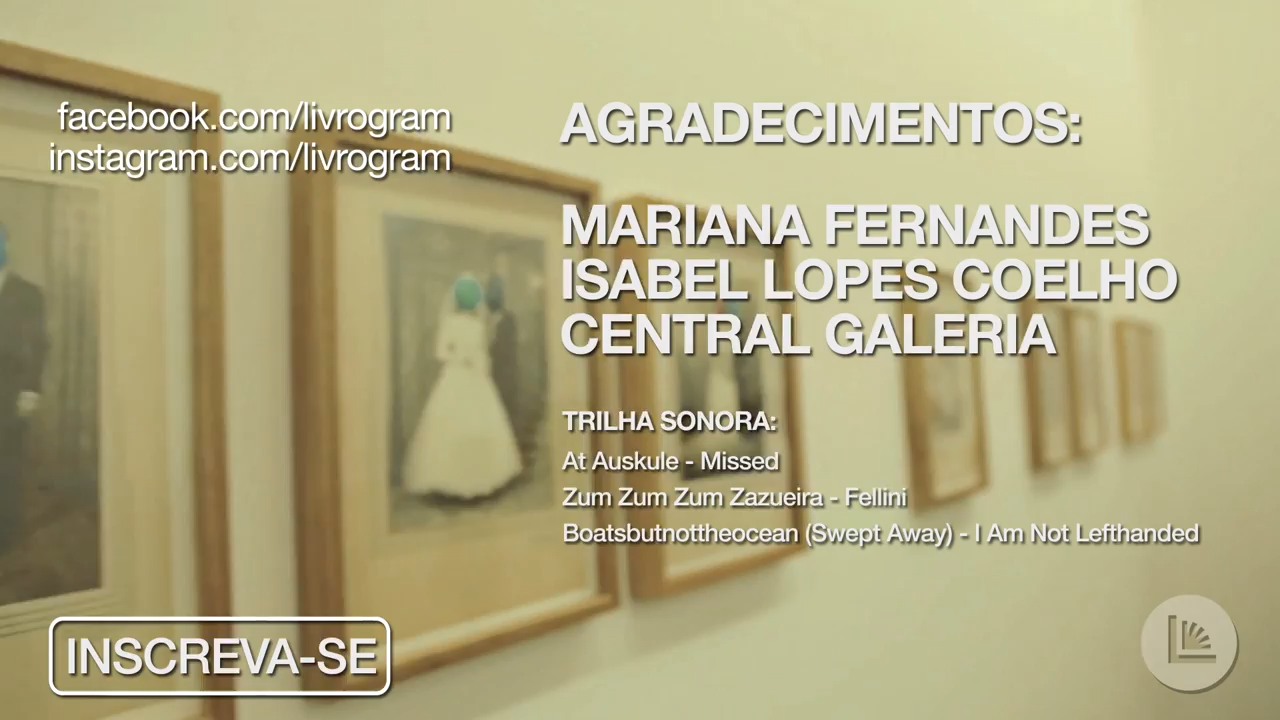 facebook.com/livrogram
instagram.com/livrogram
AGRADECIMENTOS:
MARIANA FERNANDES
ISABEL LOPES COELHO
CENTRAL GALERIA
TRILHA SONORA:
At Auskule - Missed
Zum Zum Zum Zazueira - Fellini
Boatsbutnottheocean (Swept Away) - I Am Not Lefthanded
INSCREVA-SE